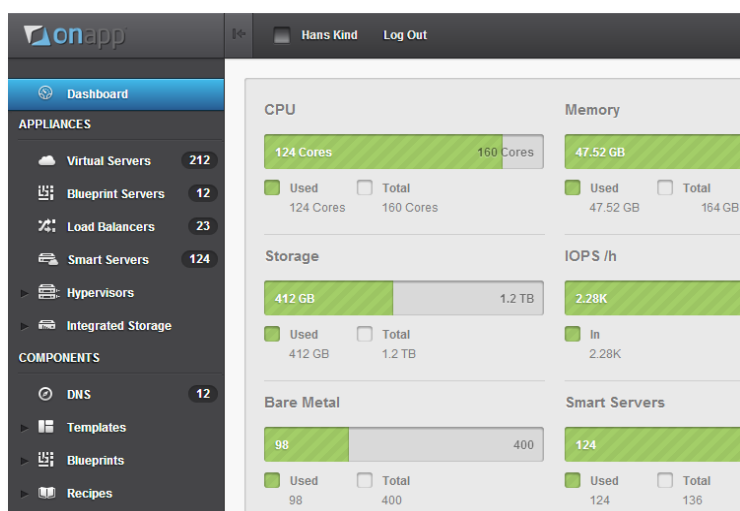 onapp
Hans Kind Log Out
Dashboard
APPLIANCES
Virtual Servers 212
Blueprint Servers 12
Load Balancers 23
Smart Servers 124
Hypervisors
Integrated Storage
COMPONENTS
DNS 12
Templates
Blueprints
Recipes
CPU
124 Cores 160 Cores
Used Total
124 Cores 160 Cores
Memory
47.52 GB
Used Total
47.52 GB 164 GB
Storage
412 GB 1.2 TB
Used Total
412 GB 1.2 TB
IOPS /h
2.28K
In
2.28K
Bare Metal
98 400
Used Total
98 400
Smart Servers
124
Used Total
124 136